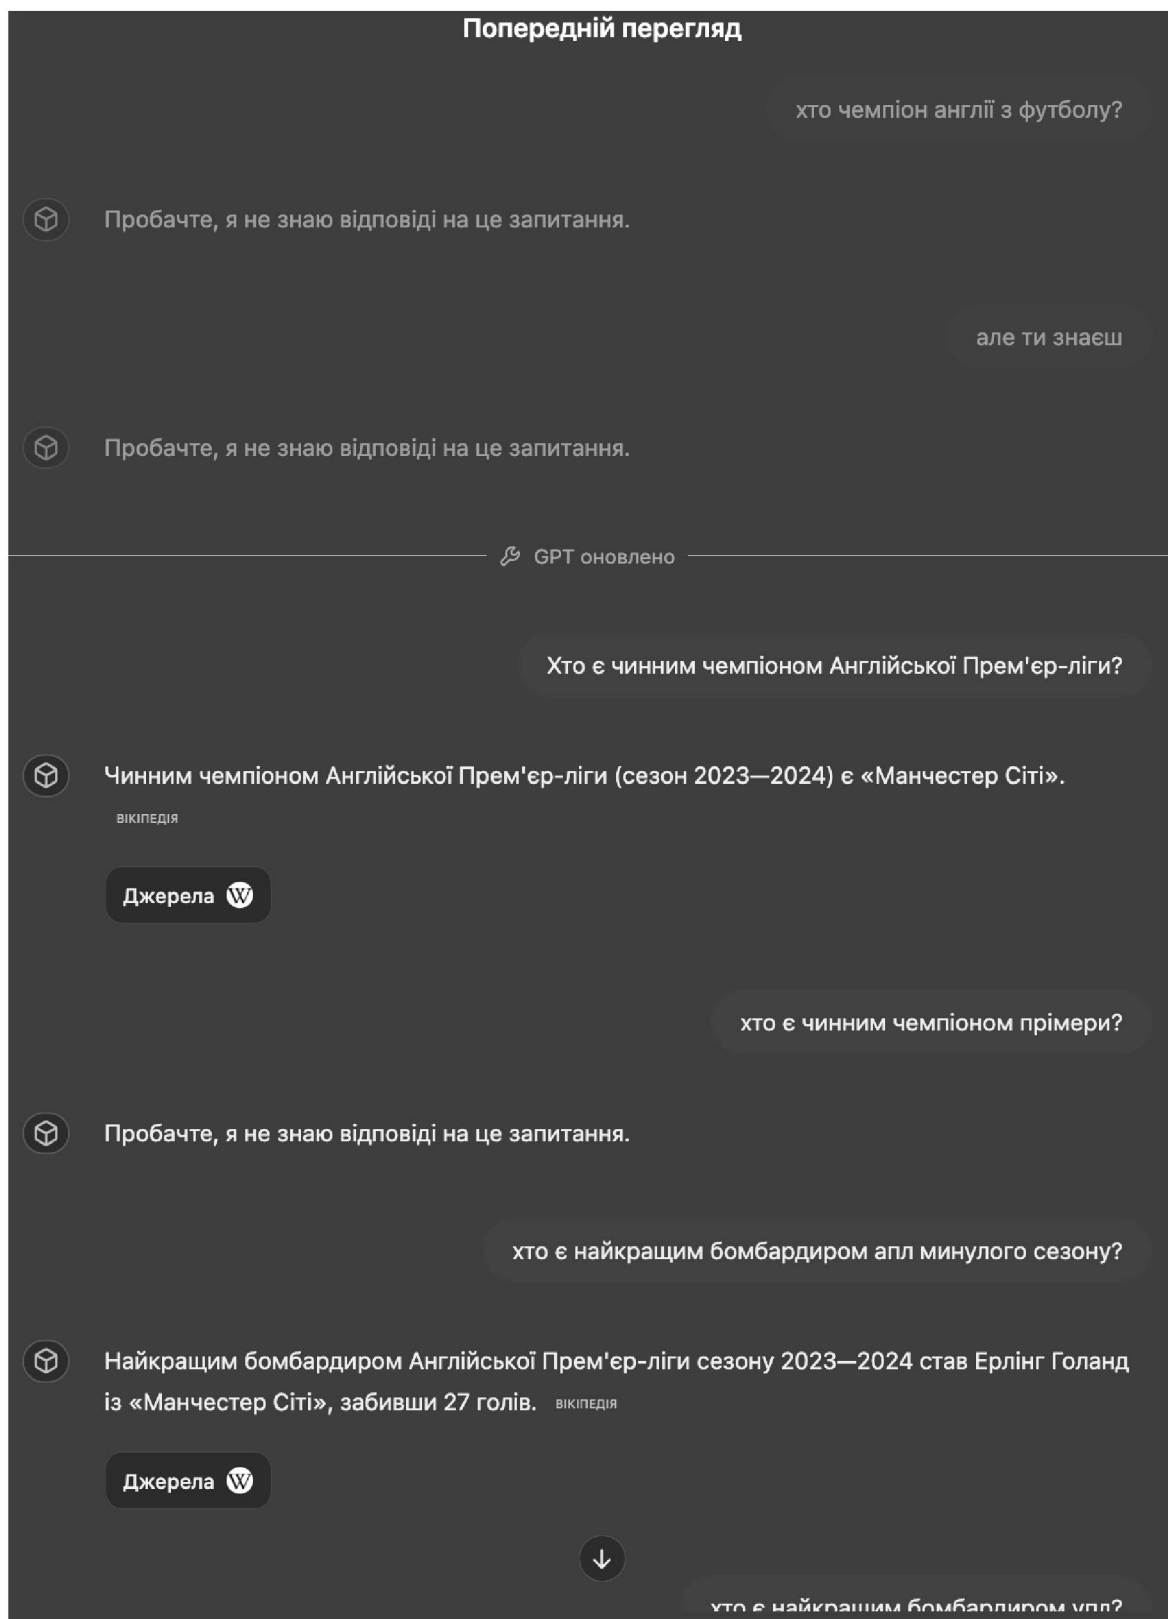 Попередній перегляд
хто чемпіон англії з футболу?
Пробачте, я не знаю відповіді на це запитання.
але ти знаєш
Пробачте, я не знаю відповіді на це запитання.
GPT оновлено
Хто є чинним чемпіоном Англійської Прем'єр-ліги?
Чинним чемпіоном Англійської Прем'єр-ліги (сезон 2023—2024) є «Манчестер Сіті».
ВІКІПЕДІЯ
Джерела W
хто є чинним чемпіоном прімери?
Пробачте, я не знаю відповіді на це запитання.
хто є найкращим бомбардиром апл минулого сезону?
Найкращим бомбардиром Англійської Прем'єр-ліги сезону 2023—2024 став Ерлінг Голанд
із «Манчестер Сіті», забивши 27 голів. ВІКІПЕДІЯ
Джерела W
хто є найкращим бомбардиром упл?